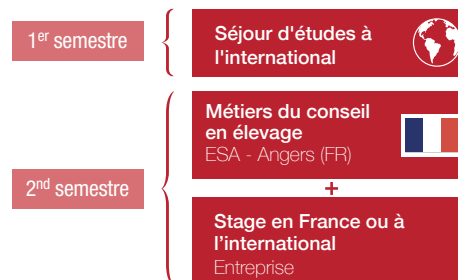 1er semestre
Séjour d'études à
l'international
Métiers du conseil
en élevage
ESA - Angers (FR)
2nd semestre
+
Stage en France ou à
l'international
Entreprise